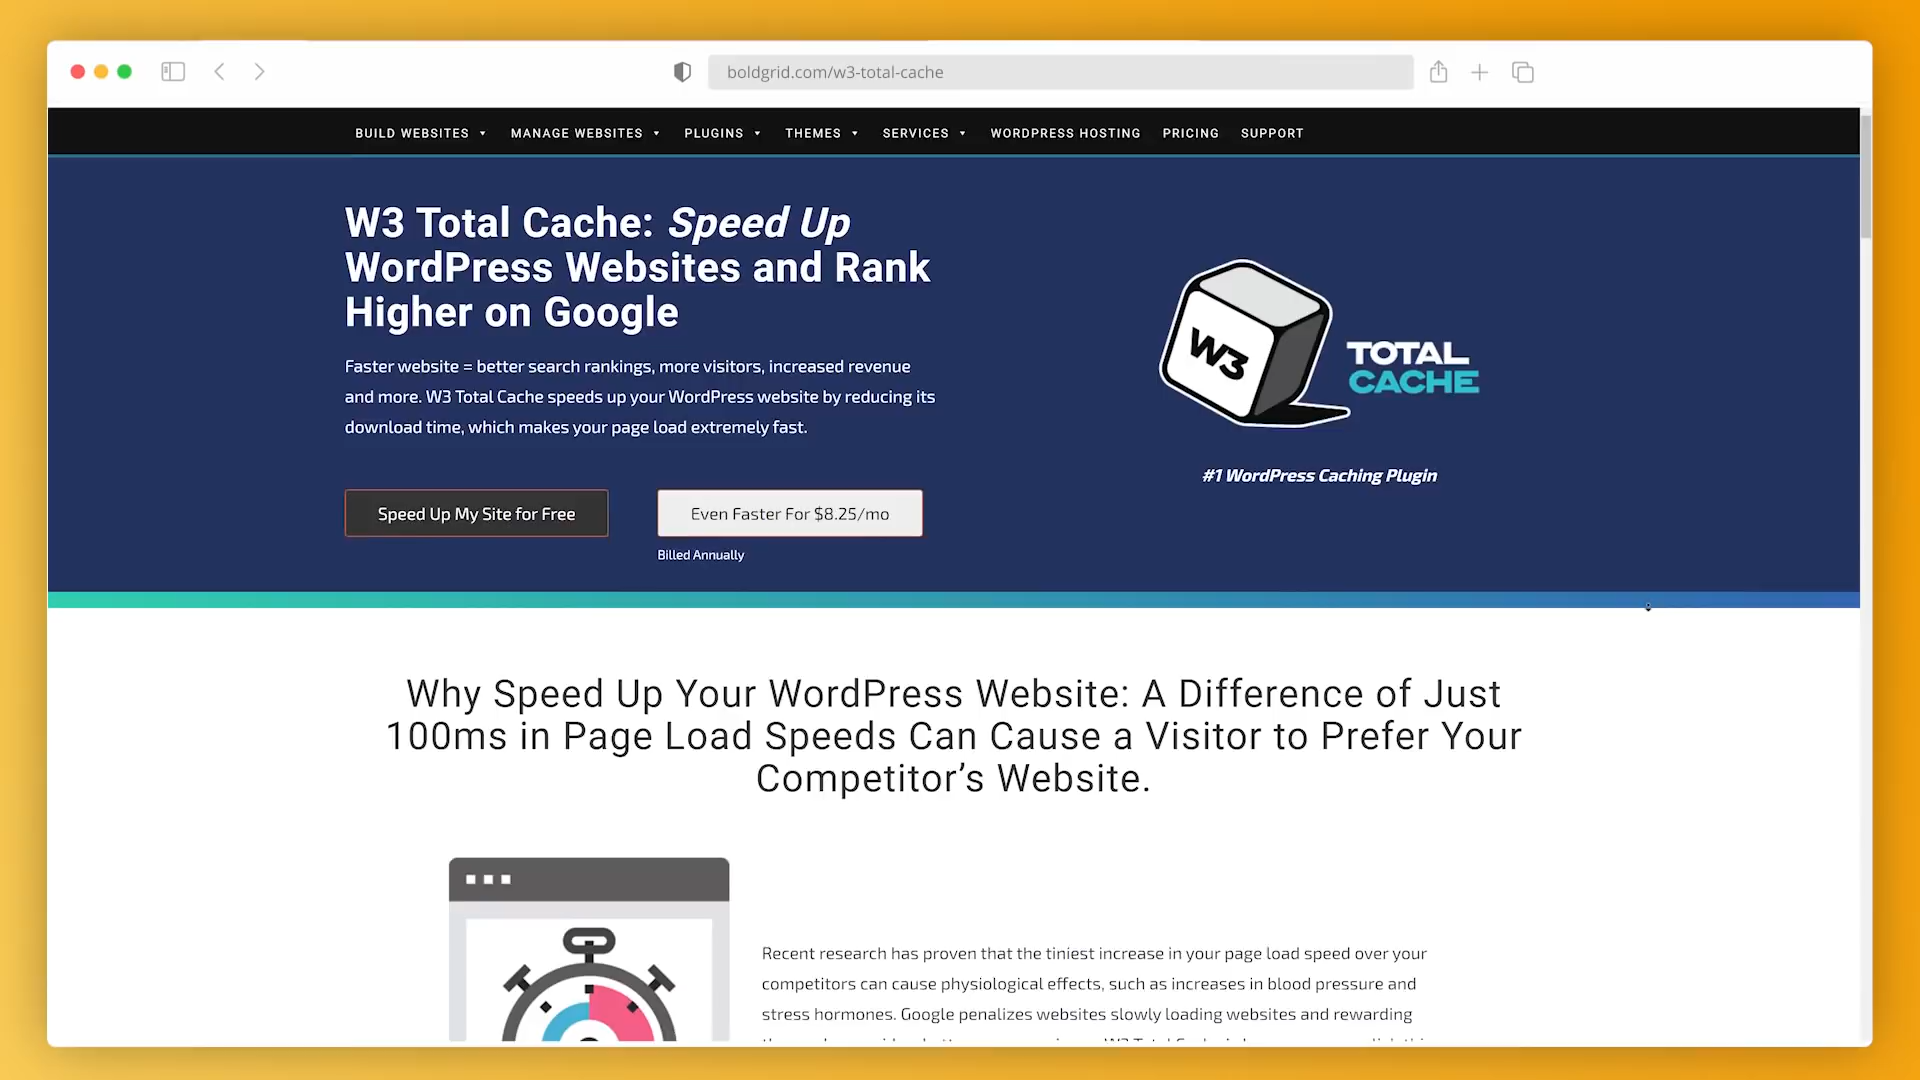 boldgrid.com/w3-total-cache
BUILD WEBSITES MANAGE WEBSITES PLUGINS THEMES SERVICES WORDPRESS HOSTING PRICING SUPPORT
W3 Total Cache: Speed Up
WordPress Websites and Rank
Higher on Google
Faster website = better search rankings, more visitors, increased revenue
and more. W3 Total Cache speeds up your WordPress website by reducing its
download time, which makes your page load extremely fast.
Speed Up My Site for Free
Even Faster For $8.25/mo
Billed Annually
W3
TOTAL
CACHE
#1 WordPress Caching Plugin
Why Speed Up Your WordPress Website: A Difference of Just
100ms in Page Load Speeds Can Cause a Visitor to Prefer Your
Competitor’s Website.
Recent research has proven that the tiniest increase in your page load speed over your
competitors can cause physiological effects, such as increases in blood pressure and
stress hormones. Google penalizes websites slowly loading websites and rewarding